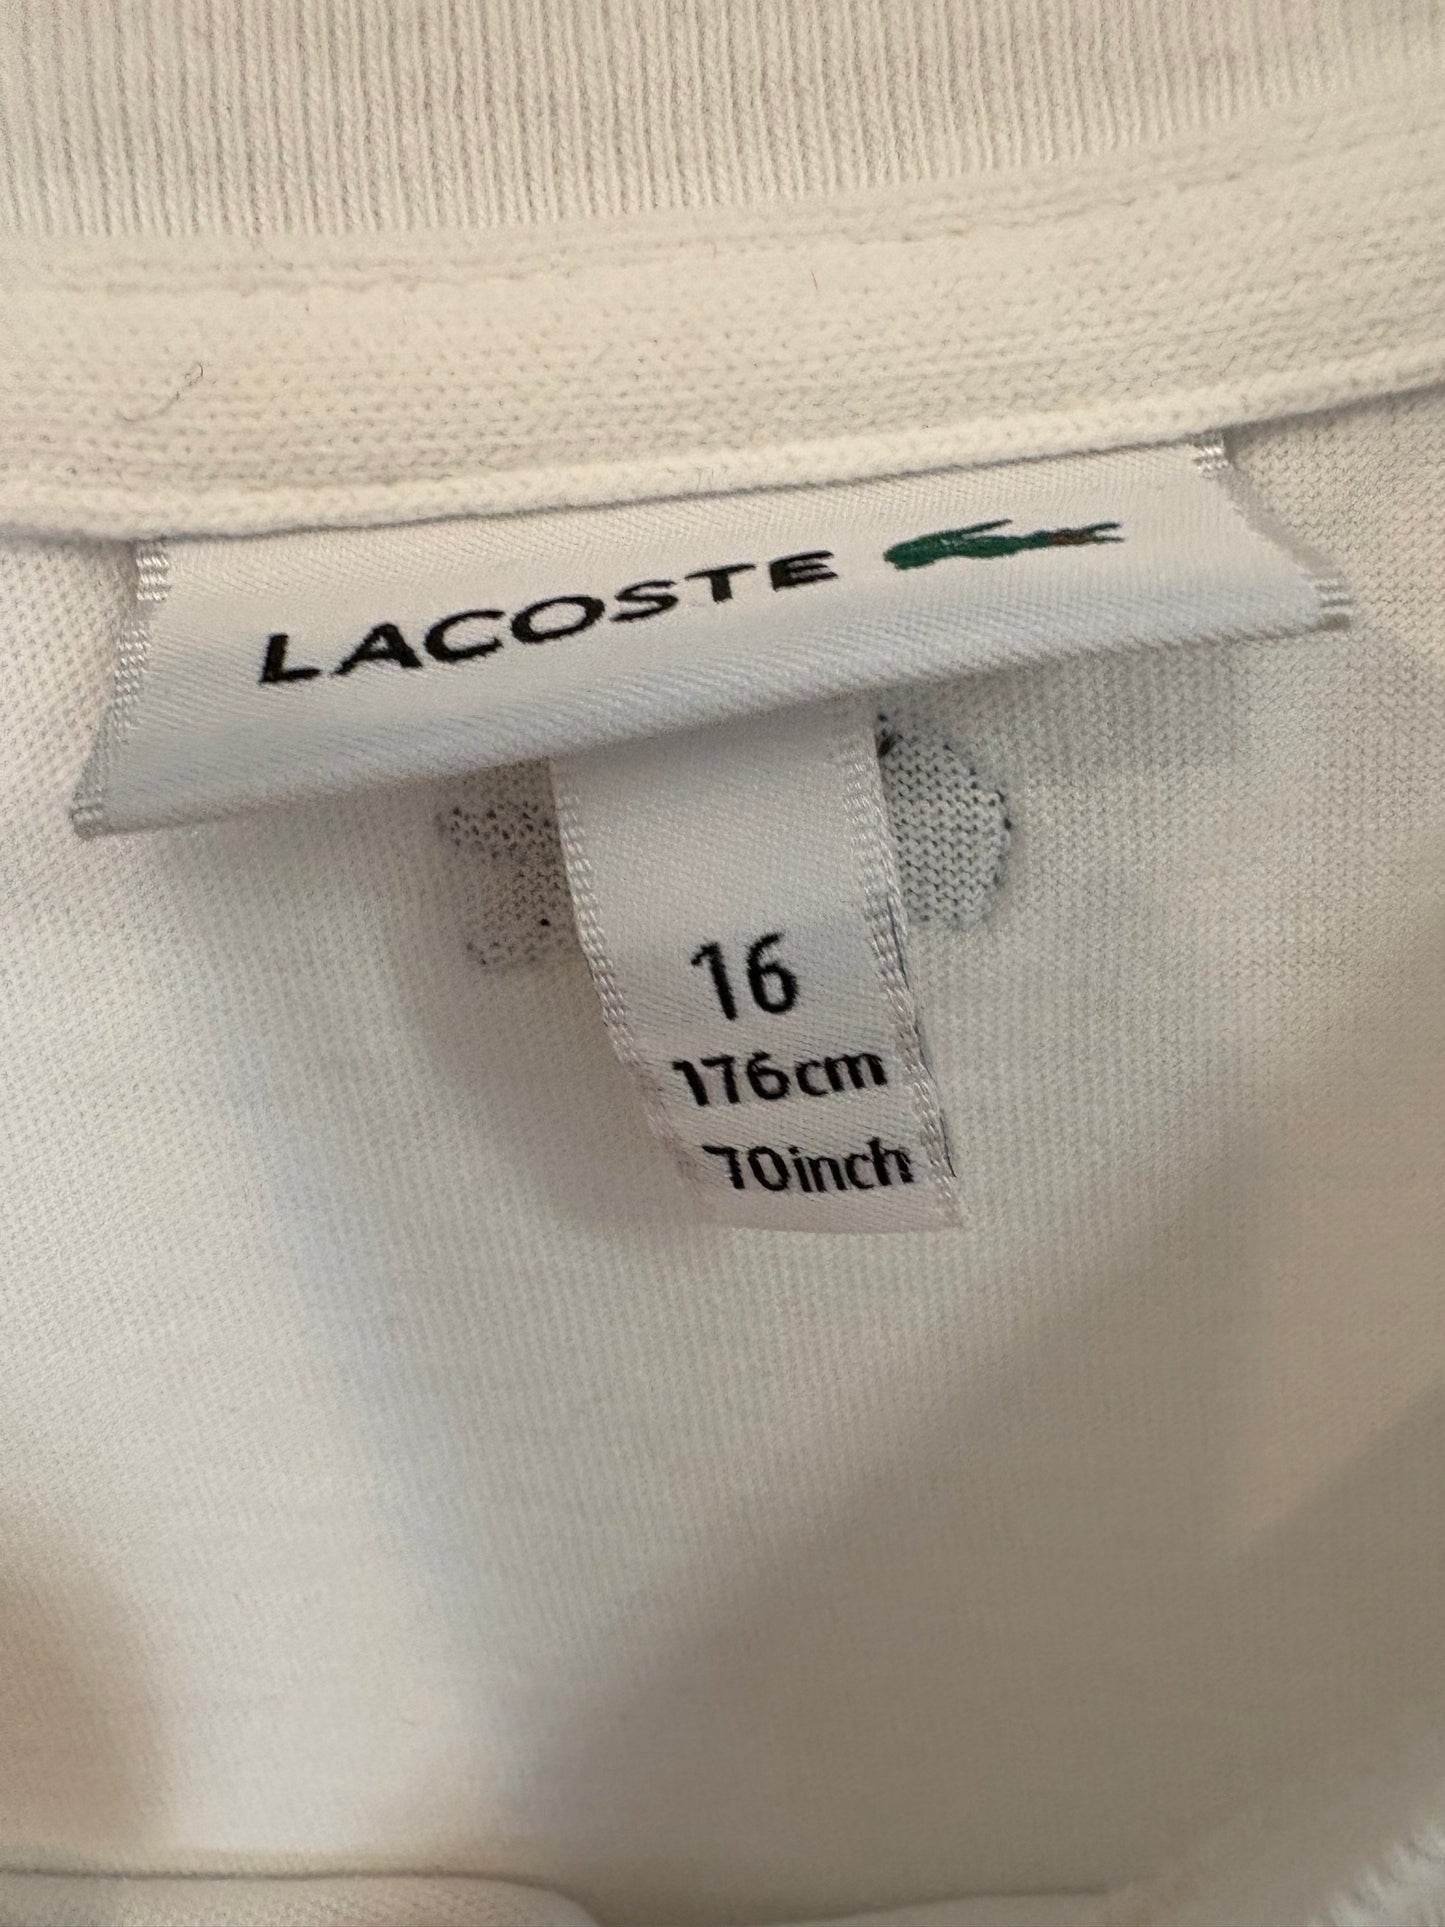 LACOSTE
16
176cm
70inch